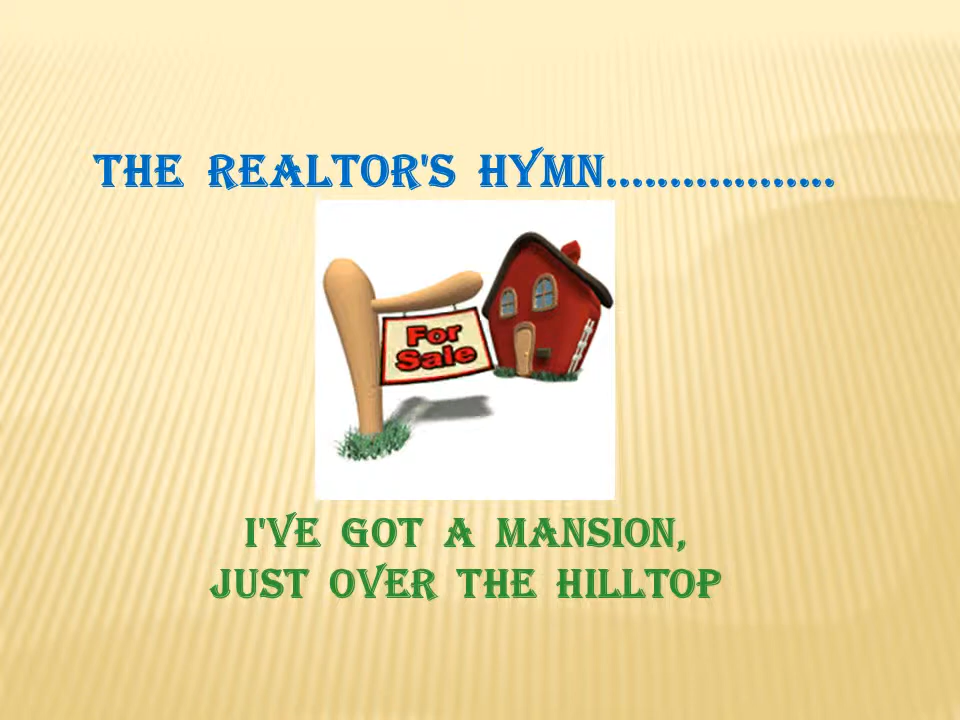 THE REALTOR'S HYMN..................
For
Sale
I'VE GOT A MANSION,
JUST OVER THE HILLTOP